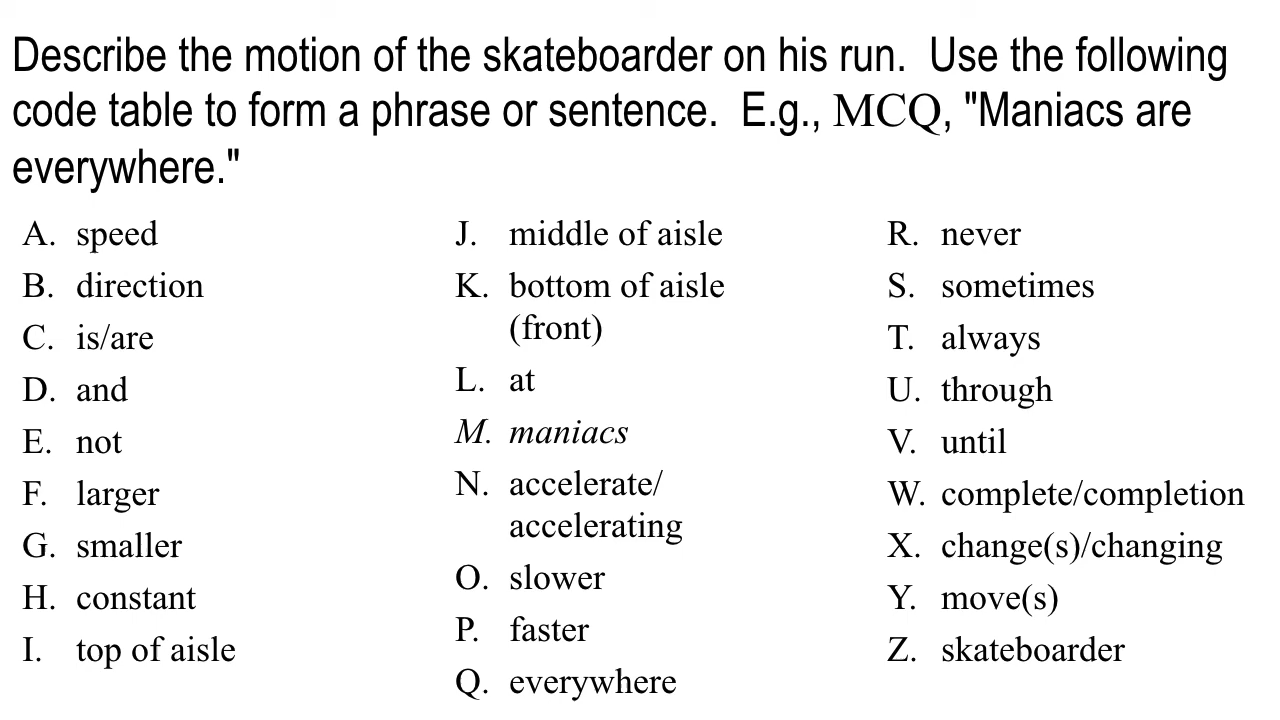 Describe the motion of the skateboarder on his run.  Use the following
code table to form a phrase or sentence.  E.g., MCQ, "Maniacs are
everywhere."
A. speed
B. direction
C. is/are
D. and
E. not
F. larger
G. smaller
H. constant
I. top of aisle
J. middle of aisle
K. bottom of aisle
(front)
L. at
M. maniacs
N. accelerate/
accelerating
O. slower
P. faster
Q. everywhere
R. never
S. sometimes
T. always
U. through
V. until
W. complete/completion
X. change(s)/changing
Y. move(s)
Z. skateboarder